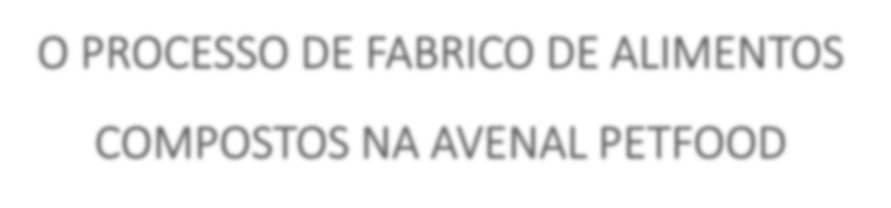 O PROCESSO DE FABRICO DE ALIMENTOS
COMPOSTOS NA AVENAL PETFOOD